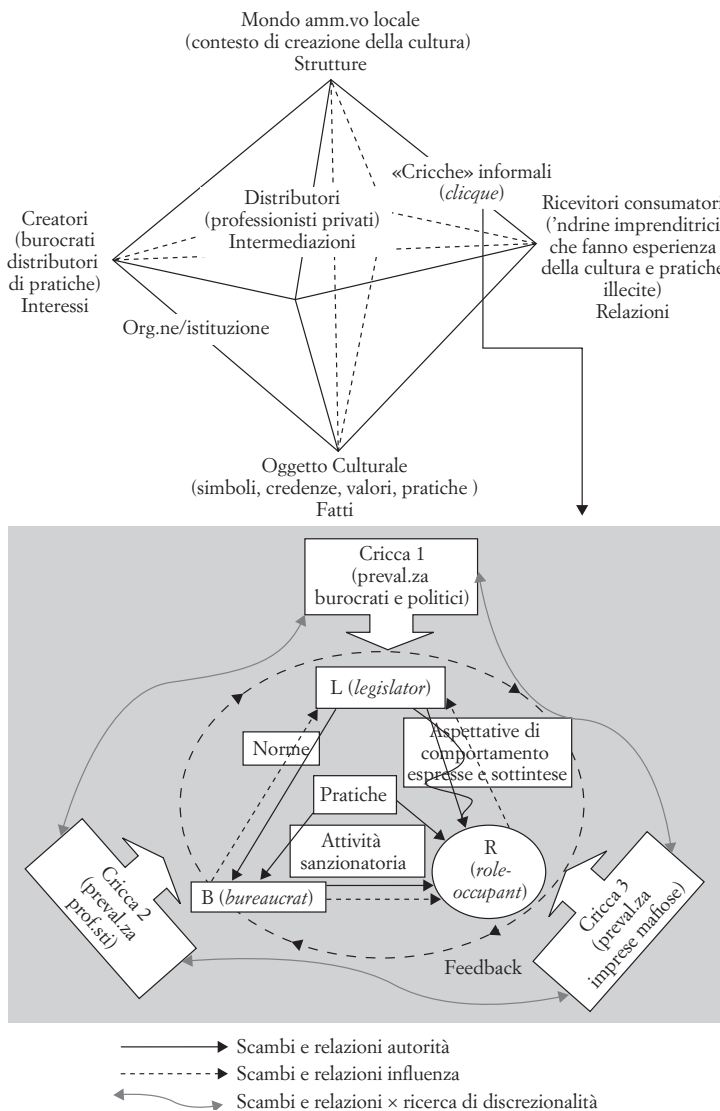 Mondo amm.vo locale
(contesto di creazione della cultura)
Strutture
«Cricche» informali
(clicque)
Distributori
(professionisti privati)
Intermediazioni
Creatori
(burocrati
distributori
di pratiche)
Interessi
Ricevitori consumatori
('ndrine imprenditrici
che fanno esperienza
della cultura e pratiche
illecite)
Relazioni
Org.ne/istituzione
Oggetto Culturale
(simboli, credenze, valori, pratiche )
Fatti
Cricca 1
(preval.za
burocrati e politici)
L (legislator)
Norme
Aspettative di
comportamento
espresse e sottintese
Pratiche
Attività
sanzionatoria
R
(role-
occupant)
B (bureaucrat)
Cricca 2
(preval.za
prof.sti)
Cricca 3
(preval.za
imprese mafiose)
Feedback
Scambi e relazioni autorità
Scambi e relazioni influenza
Scambi e relazioni × ricerca di discrezionalità